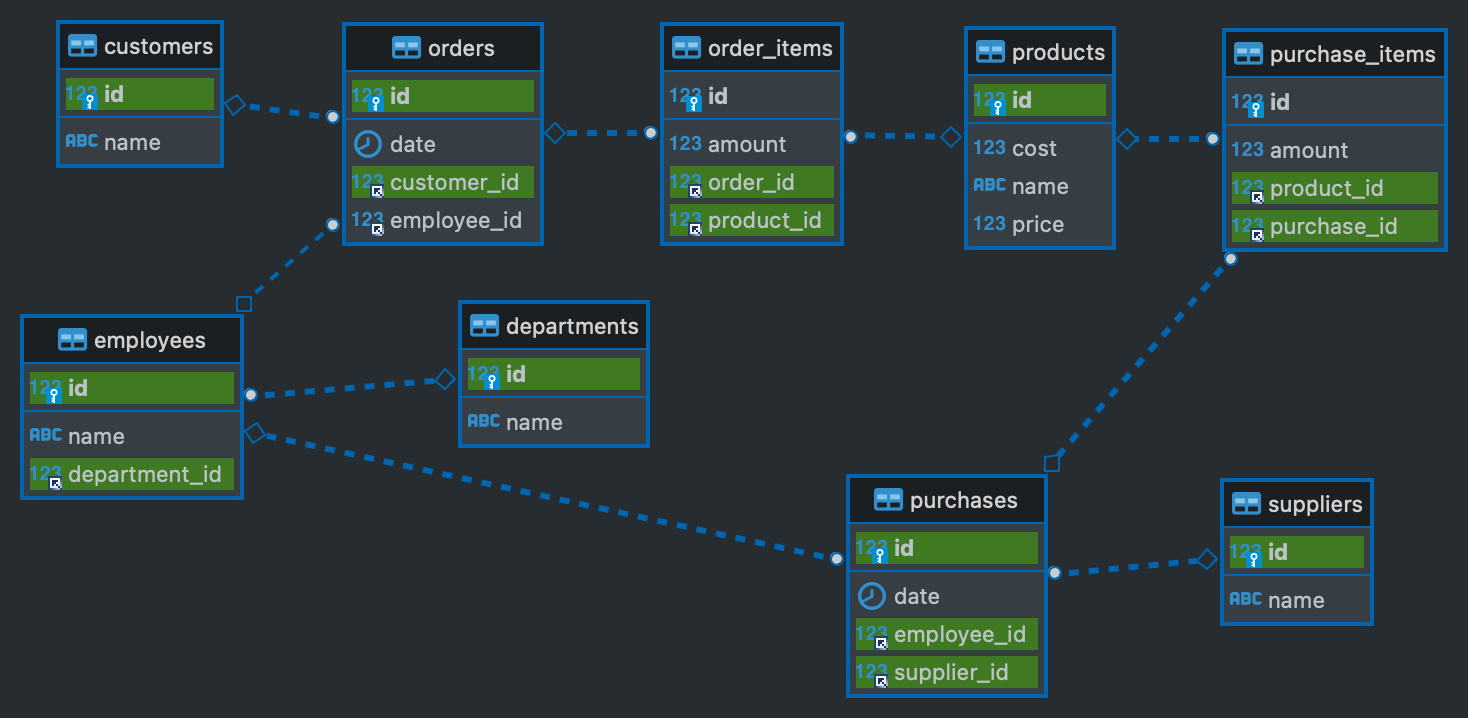 customers
123 id
ABC name
orders
123 id
date
123 customer_id
123 employee_id
order_items
123 id
123 amount
123 order_id
123 product_id
products
123 id
123 cost
ABC name
123 price
purchase_items
123 id
123 amount
123 product_id
123 purchase_id
employees
123 id
ABC name
123 department_id
departments
123 id
ABC name
purchases
123 id
date
123 employee_id
123 supplier_id
suppliers
123 id
ABC name